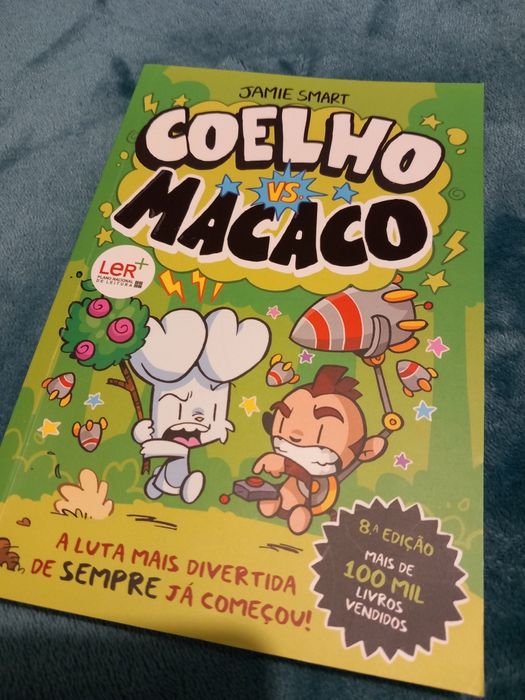 JAMIE SMART
COELHO
VS.
MACACO
LER+
PLANO NACIONAL
DE LEITURA
A LUTA MAIS DIVERTIDA
DE SEMPRE JÁ COMEÇOU!
8.ª EDIÇÃO
MAIS DE
100 MIL
LIVROS
VENDIDOS